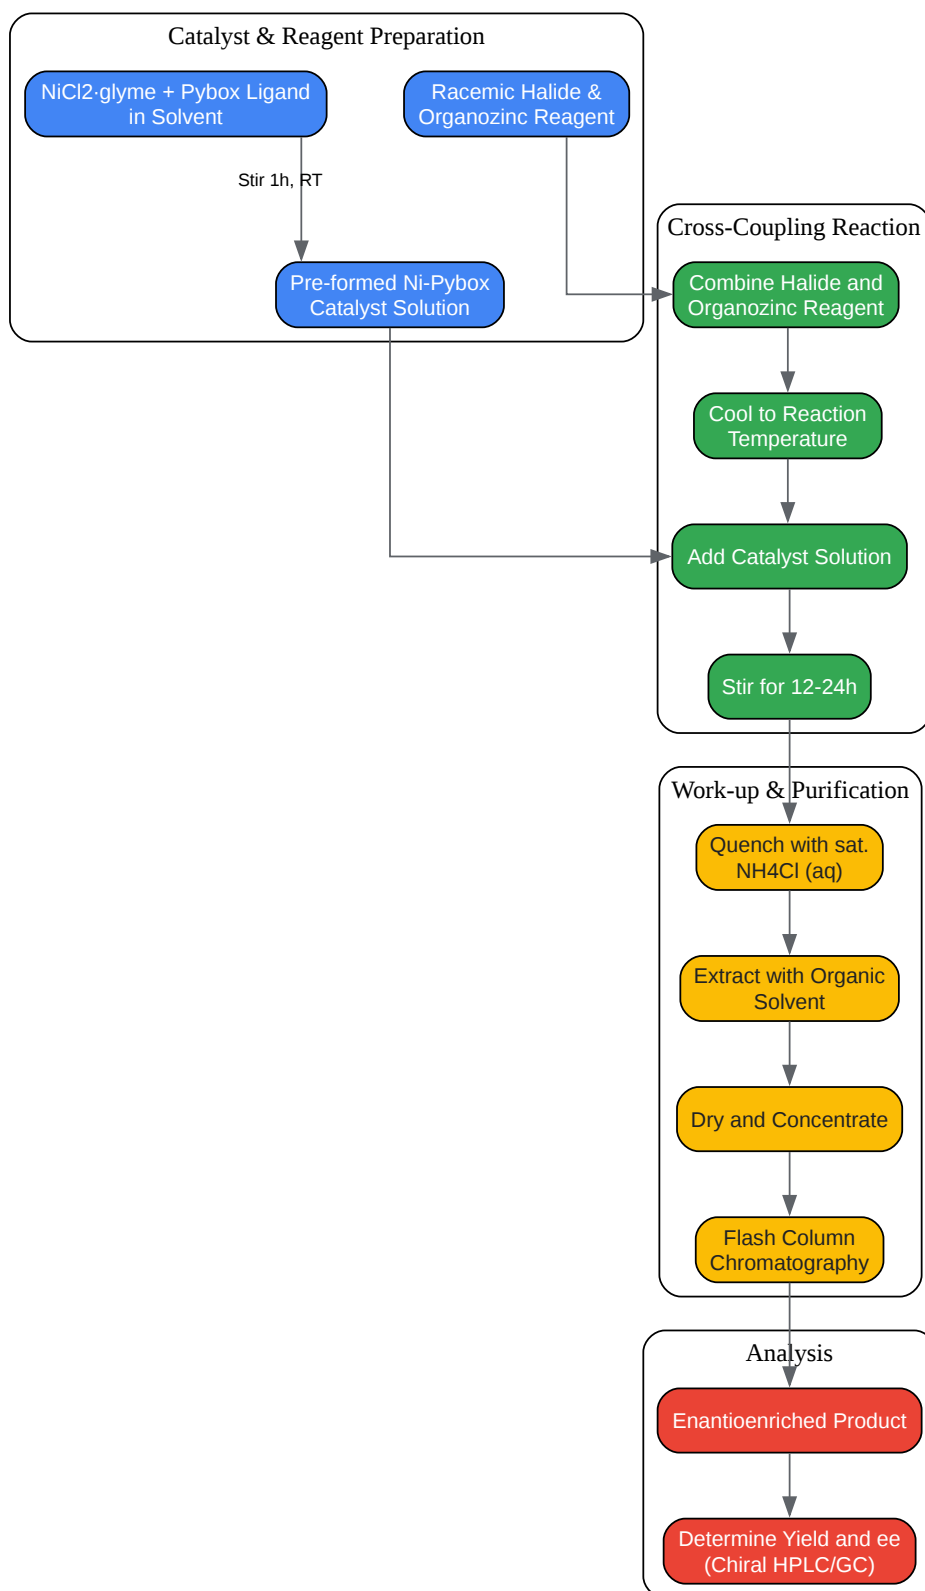 Catalyst & Reagent Preparation
NiCl2·glyme + Pybox Ligand
in Solvent
Racemic Halide &
Organozinc Reagent
Stir 1h, RT
Pre-formed Ni-Pybox
Catalyst Solution
Cross-Coupling Reaction
Combine Halide and
Organozinc Reagent
Cool to Reaction
Temperature
Add Catalyst Solution
Stir for 12-24h
Work-up & Purification
Quench with sat.
NH4Cl (aq)
Extract with Organic
Solvent
Dry and Concentrate
Flash Column
Chromatography
Analysis
Enantioenriched Product
Determine Yield and ee
(Chiral HPLC/GC)